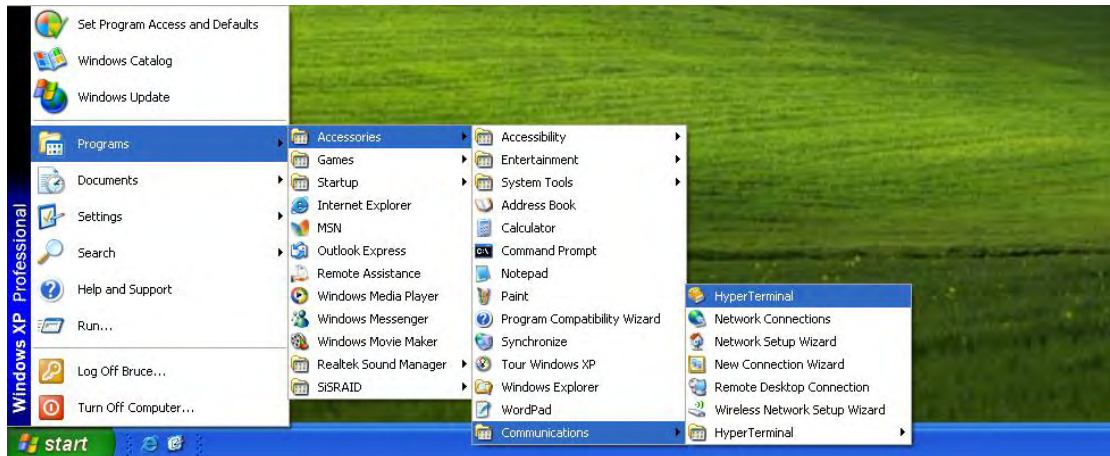 Set Program Access and Defaults
Windows Catalog
Windows Update
Programs
Documents
Settings
Search
Help and Support
Run...
Log Off Bruce...
Turn Off Computer...
Windows XP Professional
start
Accessories
Games
Startup
Internet Explorer
MSN
Outlook Express
Remote Assistance
Windows Media Player
Windows Messenger
Windows Movie Maker
Realtek Sound Manager
SiSRAID
Accessibility
Entertainment
System Tools
Address Book
Calculator
Command Prompt
Notepad
Paint
Program Compatibility Wizard
Synchronize
Tour Windows XP
Windows Explorer
WordPad
Communications
HyperTerminal
Network Connections
Network Setup Wizard
New Connection Wizard
Remote Desktop Connection
Wireless Network Setup Wizard
HyperTerminal